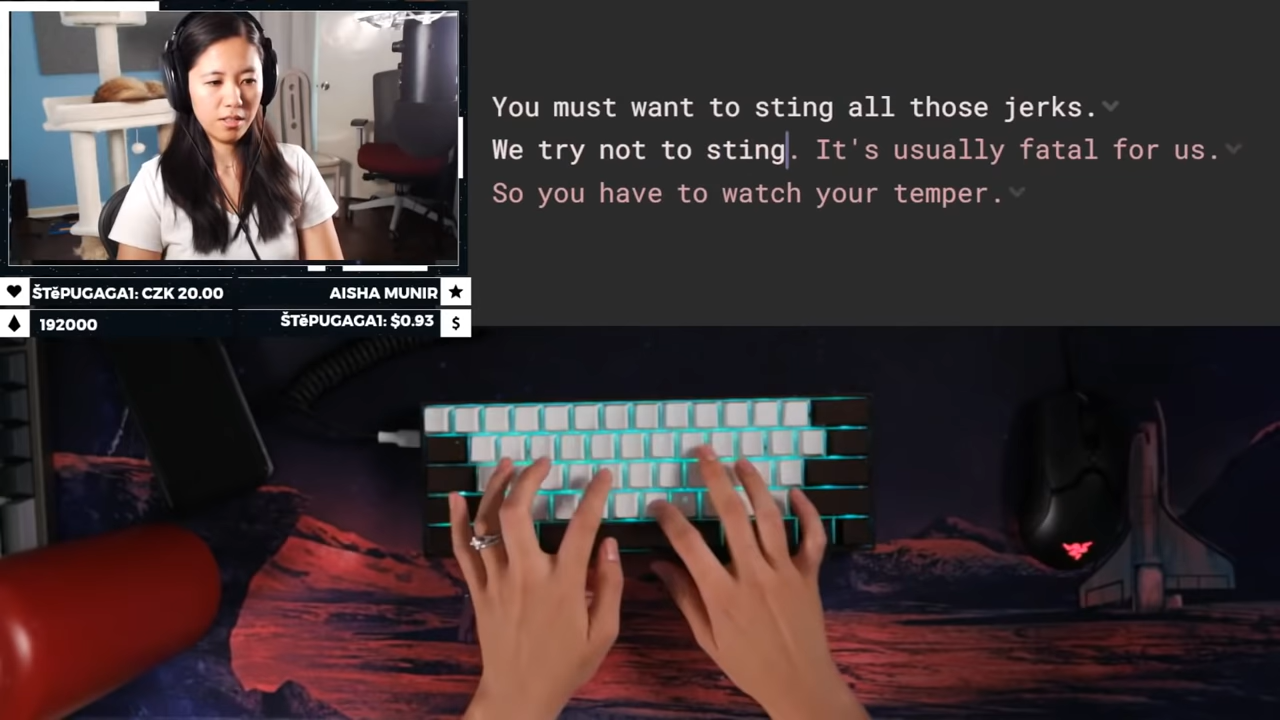 You must want to sting all those jerks.
We try not to sting. It's usually fatal for us.
So you have to watch your temper.
ŠTěPUGAGA1: CZK 20.00
AISHA MUNIR
192000
ŠTěPUGAGA1: $0.93
$